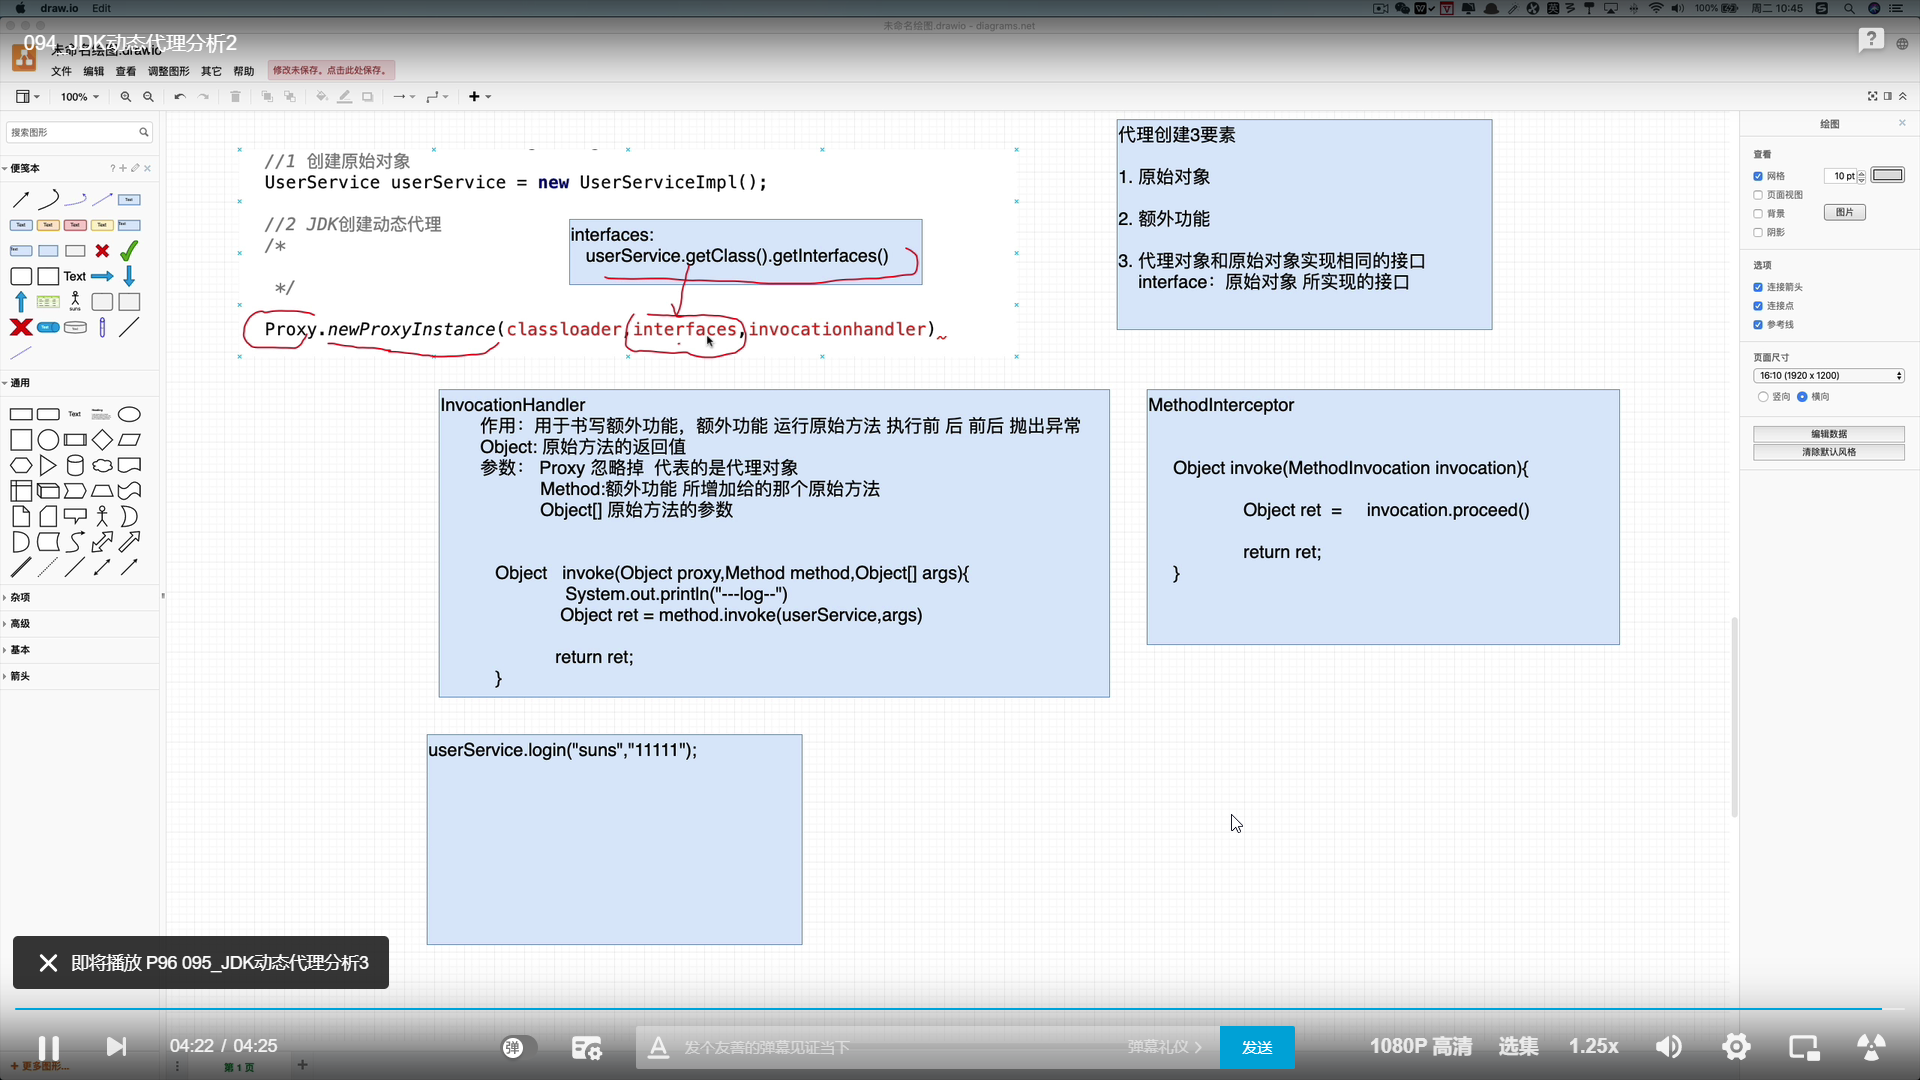 draw.io Edit
100% 周二 10:45
未命名绘图.drawio - diagrams.net
094_JDK动态代理分析2
未命名绘图.drawio
文件 编辑 查看 调整图形 其它 帮助 修改未保存。点击此处保存。
100%
搜索图形
便笺本
Text
Text Text Text Text Text
Text
Text
suns
通用
Text
杂项
高级
基本
箭头
//1 创建原始对象
UserService userService = new UserServiceImpl();
//2 JDK创建动态代理
/*
*/
interfaces:
userService.getClass().getInterfaces()
Proxy.newProxyInstance(classloader,interfaces,invocationhandler)
代理创建3要素
1. 原始对象
2. 额外功能
3. 代理对象和原始对象实现相同的接口
interface：原始对象 所实现的接口
InvocationHandler
作用：用于书写额外功能，额外功能 运行原始方法 执行前 后 前后 抛出异常
Object: 原始方法的返回值
参数： Proxy 忽略掉 代表的是代理对象
Method:额外功能 所增加给的那个原始方法
Object[] 原始方法的参数
Object invoke(Object proxy,Method method,Object[] args){
System.out.println("---log--")
Object ret = method.invoke(userService,args)
return ret;
}
MethodInterceptor
Object invoke(MethodInvocation invocation){
Object ret = invocation.proceed()
return ret;
}
userService.login("suns","11111");
绘图
查看
网格 10 pt
页面视图
背景 图片
阴影
选项
连接箭头
连接点
参考线
页面尺寸
16:10 (1920 x 1200)
竖向 横向
编辑数据
清除默认风格
即将播放 P96 095_JDK动态代理分析3
04:22 / 04:25 弹 发个友善的弹幕见证当下 弹幕礼仪 发送 1080P 高清 选集 1.25x
更多图形... 第 1 页